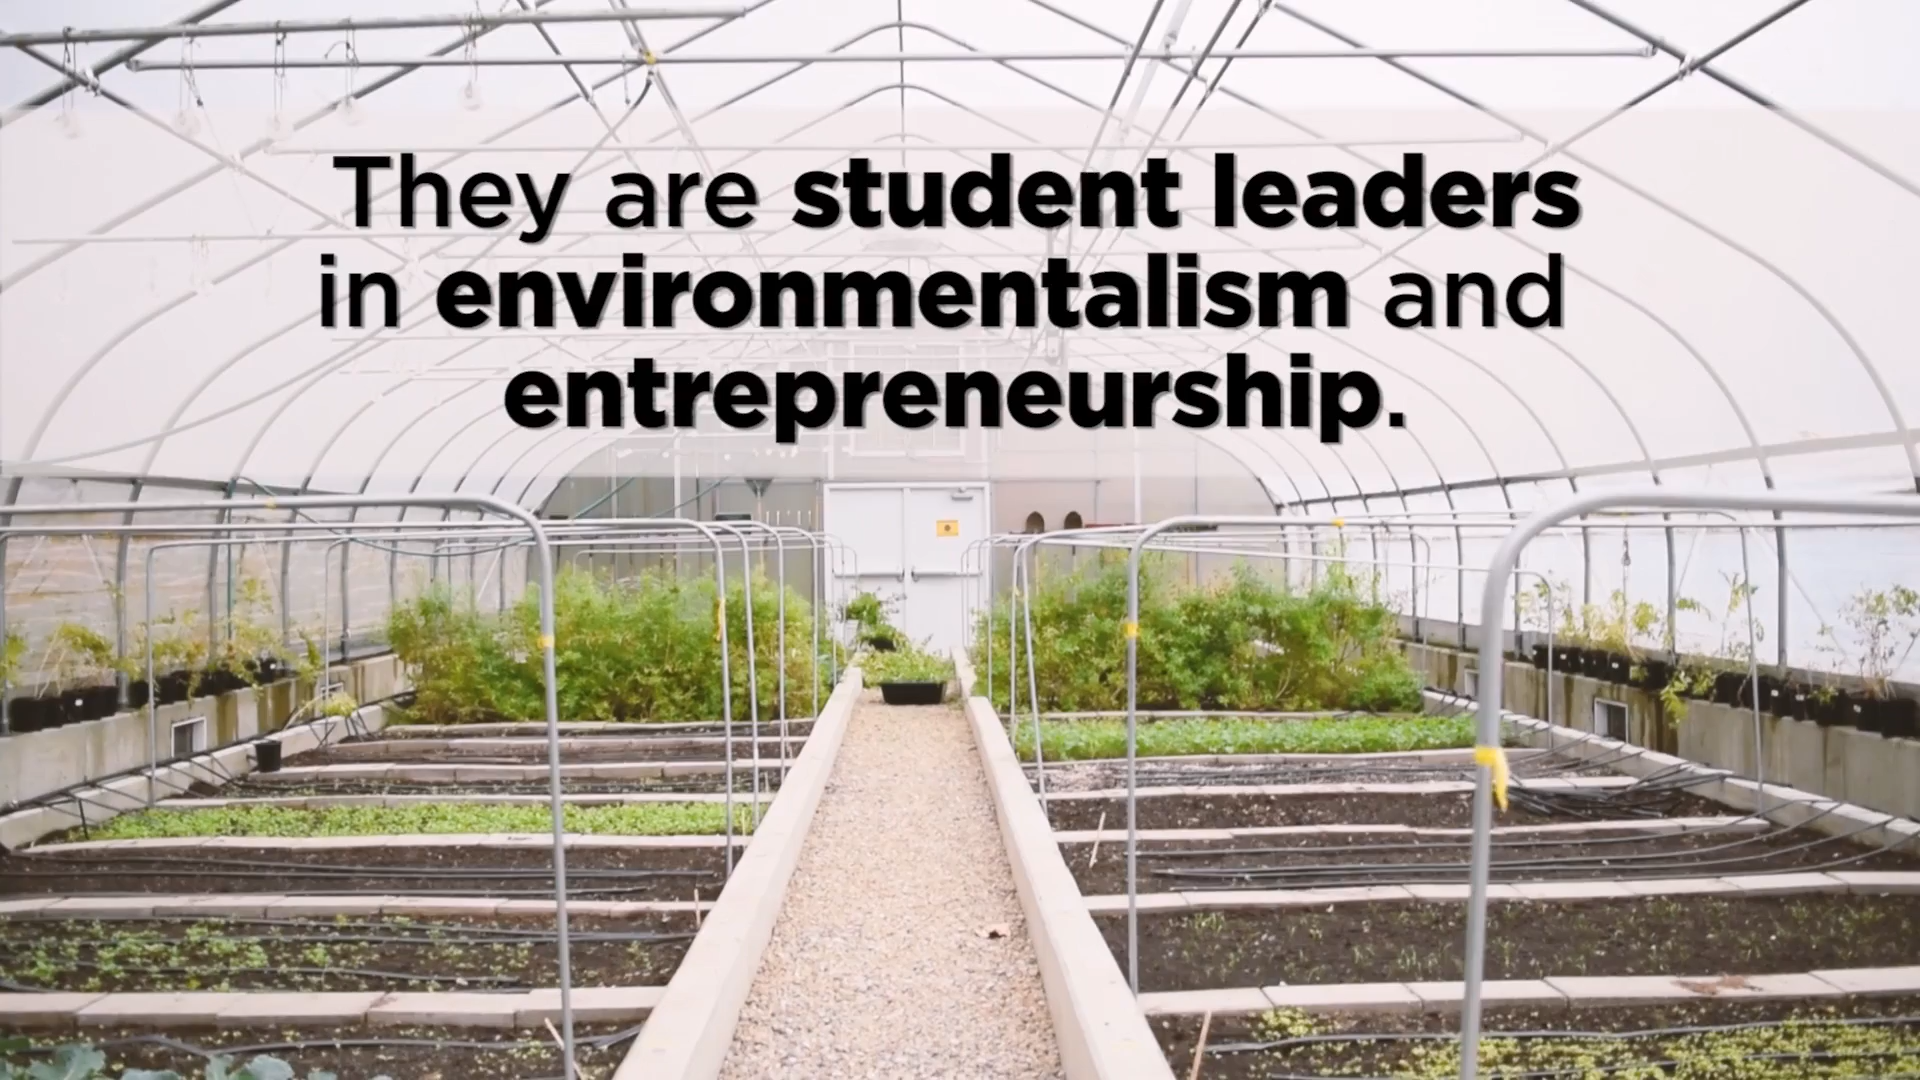 They are student leaders
in environmentalism and
entrepreneurship.